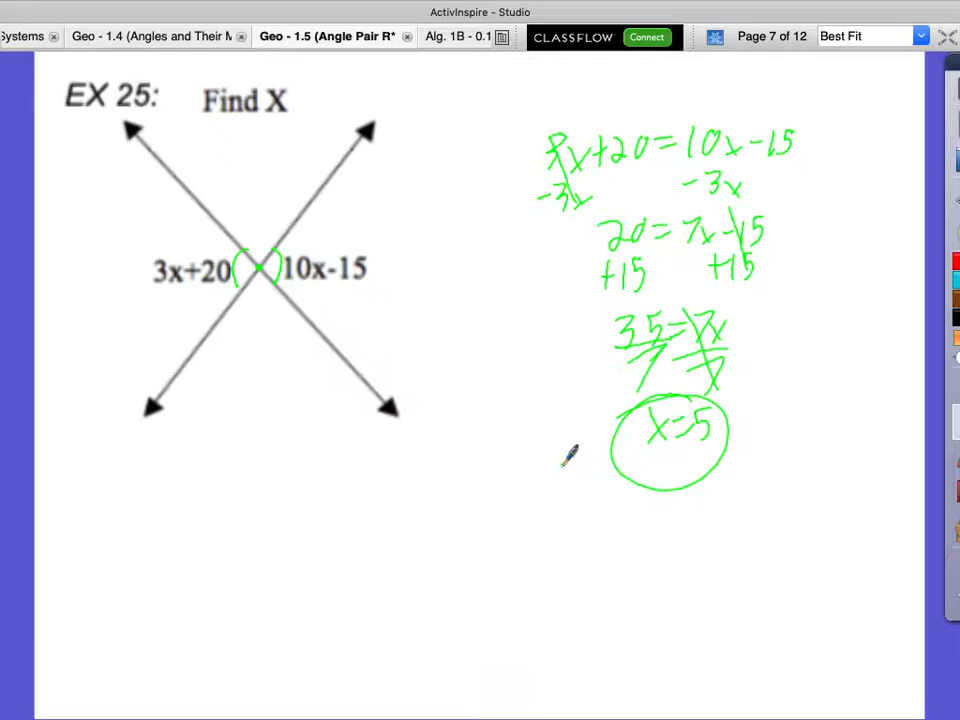 ActivInspire - Studio
Systems
Geo - 1.4 (Angles and Their M
Geo - 1.5 (Angle Pair R*
Alg. 1B - 0.1
CLASSFLOW
Connect
Page 7 of 12
Best Fit
EX 25: Find X
3x+20
10x-15
3x+20=10x-15
-3x -3x
20=7x-15
+15 +15
35=7x
7 7
x=5